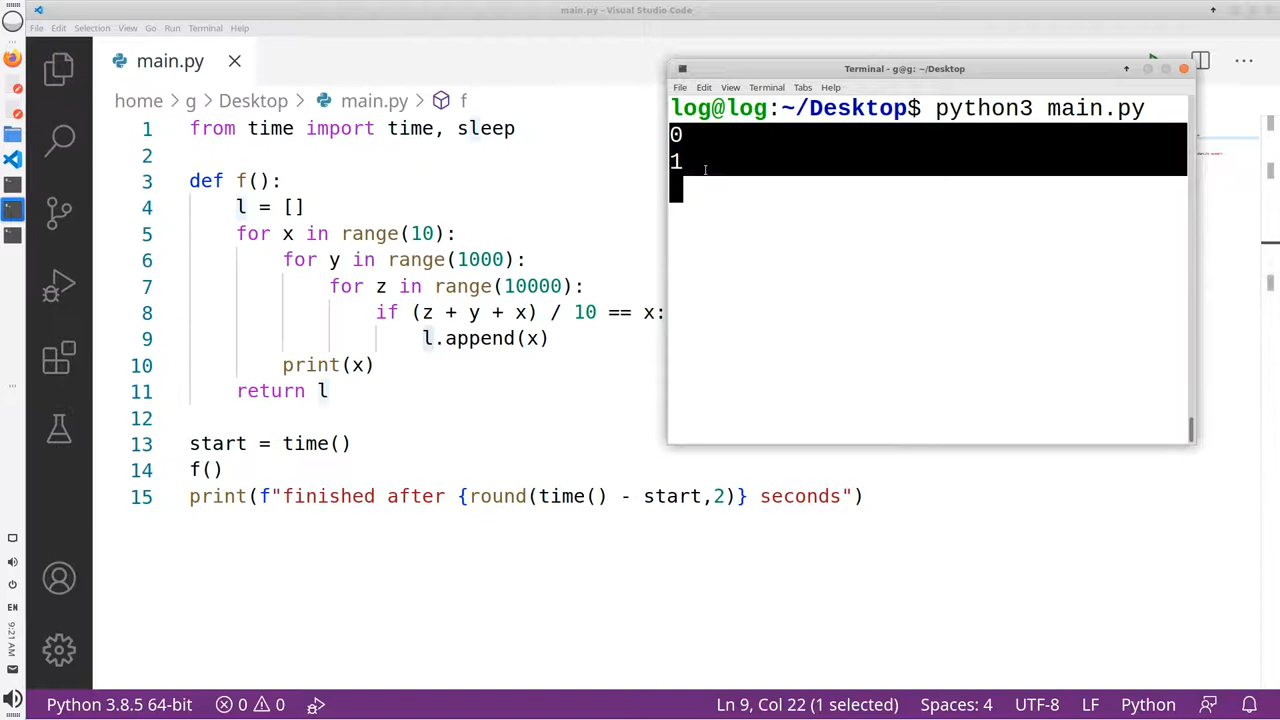 main.py - Visual Studio Code
File Edit Selection View Go Run Terminal Help
main.py
home > g > Desktop > main.py > f
1 from time import time, sleep
2
3 def f():
4 l = []
5 for x in range(10):
6 for y in range(1000):
7 for z in range(10000):
8 if (z + y + x) / 10 == x:
9 l.append(x)
10 print(x)
11 return l
12
13 start = time()
14 f()
15 print(f"finished after {round(time() - start,2)} seconds")
Terminal - g@g: ~/Desktop
File Edit View Terminal Tabs Help
log@log:~/Desktop$ python3 main.py
0
1
EN
9:21 AM
Python 3.8.5 64-bit 0 0 Ln 9, Col 22 (1 selected) Spaces: 4 UTF-8 LF Python